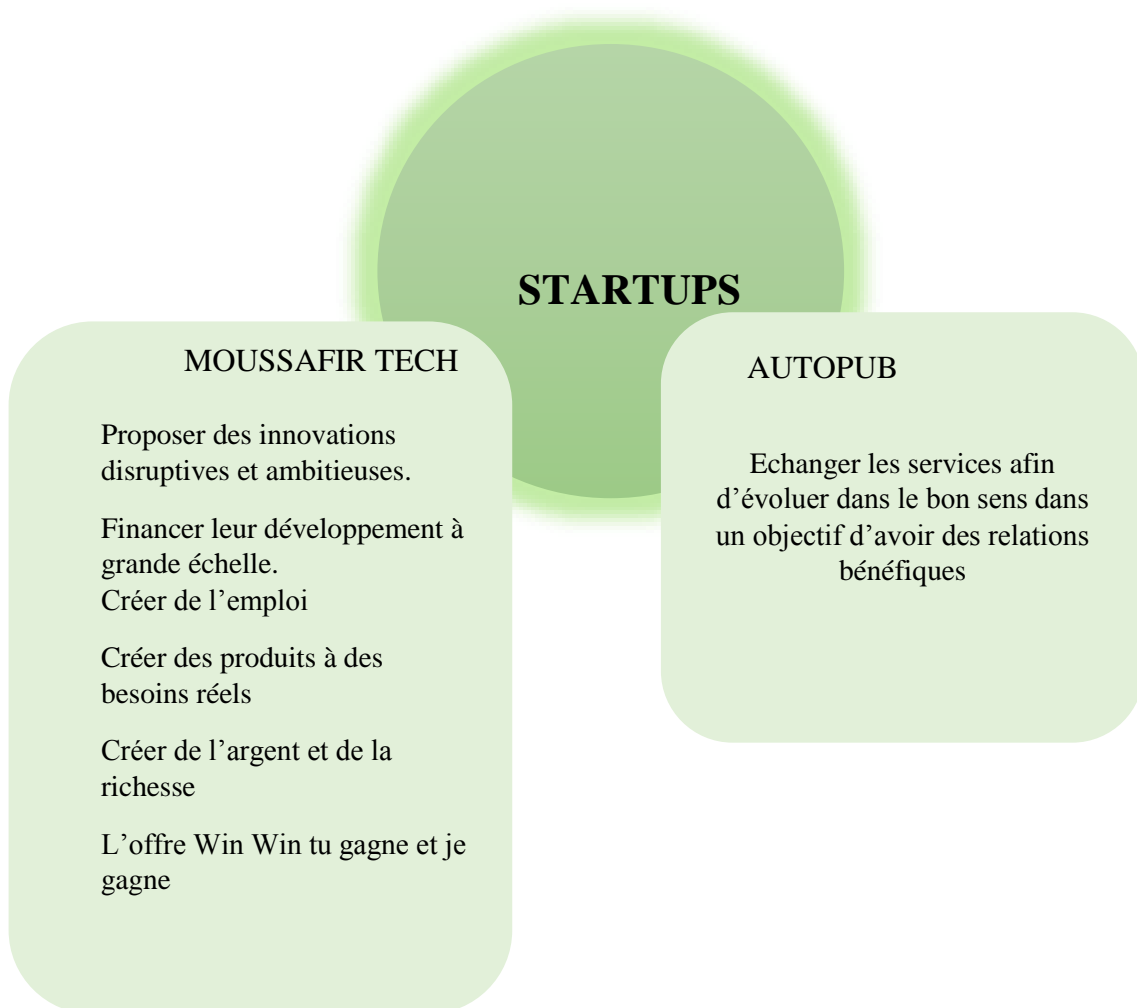 STARTUPS
MOUSSAFIR TECH
Proposer des innovations
disruptives et ambitieuses.
Financer leur développement à
grande échelle.
Créer de l’emploi
Créer des produits à des
besoins réels
Créer de l’argent et de la
richesse
L’offre Win Win tu gagne et je
gagne
AUTOPUB
Echanger les services afin
d’évoluer dans le bon sens dans
un objectif d’avoir des relations
bénéfiques